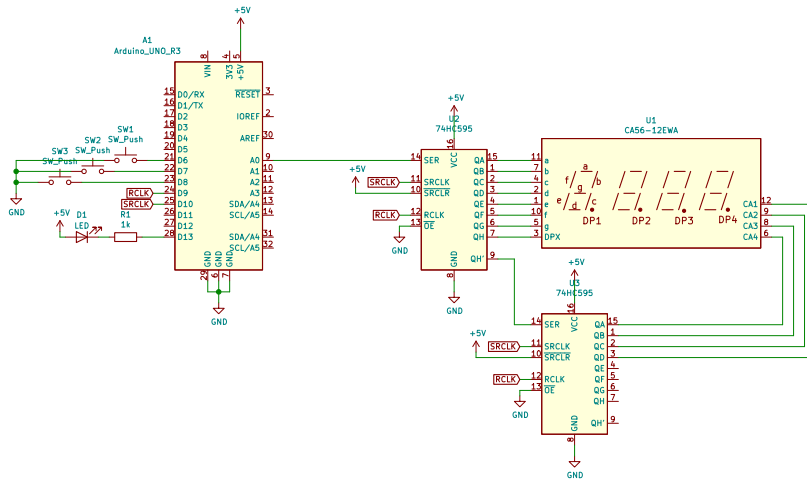 +5V
A1
Arduino_UNO_R3
8
4
5
VIN
3V3
+5V
15 D0/RX
16 D1/TX
17 D2
18 D3
19 D4
20 D5
21 D6
22 D7
23 D8
24 D9
25 D10
26 D11
27 D12
28 D13
RESET 3
IOREF 2
AREF 30
A0 9
A1 10
A2 11
A3 12
SDA/A4 13
SCL/A5 14
SDA/A4 31
SCL/A5 32
GND GND GND
29 6 7
GND
SW1
SW_Push
SW2
SW_Push
SW3
SW_Push
GND
RCLK
SRCLK
+5V
D1
LED
R1
1k
+5V
U2
74HC595
16
VCC
14 SER
11 SRCLK
10 SRCLR
12 RCLK
13 OE
QA 15
QB 1
QC 2
QD 3
QE 4
QF 5
QG 6
QH 7
QH' 9
GND
8
GND
+5V
SRCLK
RCLK
GND
U1
CA56-12EWA
11 a
7 b
4 c
2 d
1 e
10 f
5 g
3 DPX
a
f b
g
e c
d
DP1 DP2 DP3 DP4
CA1 12
CA2 9
CA3 8
CA4 6
+5V
U3
74HC595
16
VCC
14 SER
11 SRCLK
10 SRCLR
12 RCLK
13 OE
QA 15
QB 1
QC 2
QD 3
QE 4
QF 5
QG 6
QH 7
QH' 9
GND
8
GND
+5V
SRCLK
RCLK
GND